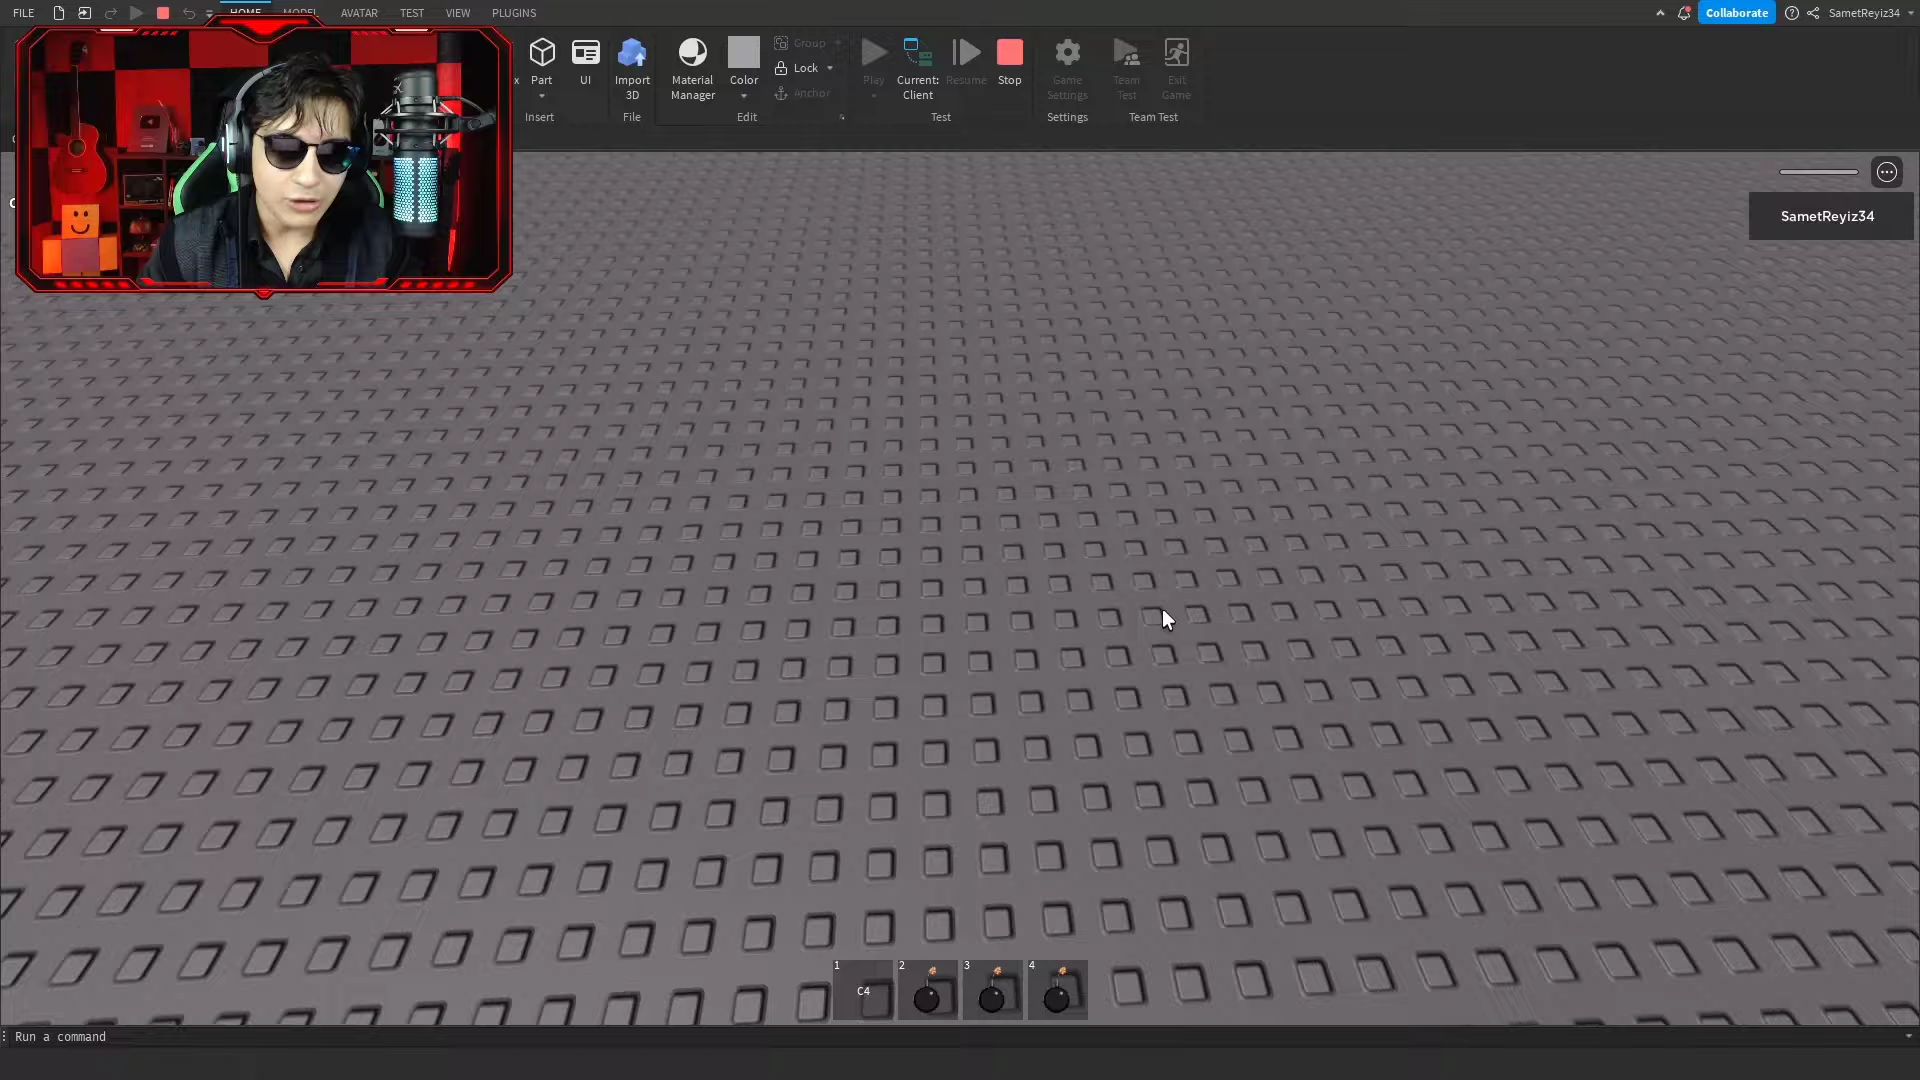 FILE
HOME
MODEL
AVATAR
TEST
VIEW
PLUGINS
Collaborate
SametReyiz34
Part
UI
Import
3D
Material
Manager
Color
Group
Lock
Anchor
Play
Current:
Client
Resume
Stop
Game
Settings
Team
Test
Exit
Game
Insert
File
Edit
Test
Settings
Team Test
SametReyiz34
1
C4
2
3
4
Run a command